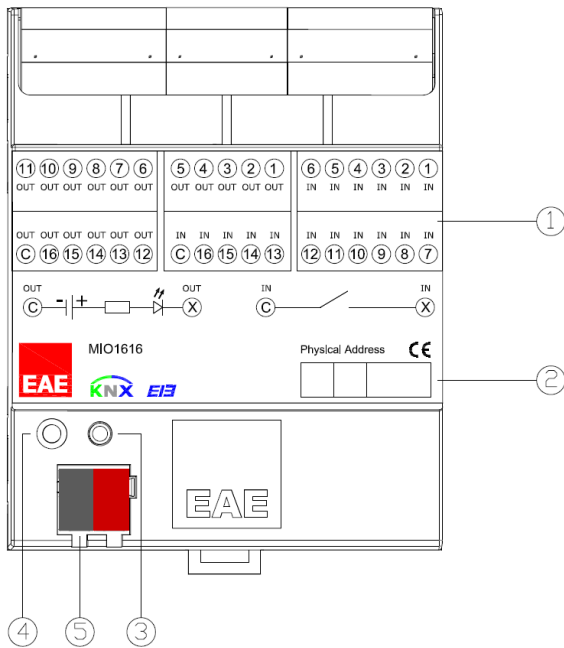 11 10 9 8 7 6 5 4 3 2 1 6 5 4 3 2 1
OUT OUT OUT OUT OUT OUT OUT OUT OUT OUT OUT IN IN IN IN IN IN
OUT OUT OUT OUT OUT OUT IN IN IN IN IN IN IN IN IN IN IN
C 16 15 14 13 12 C 16 15 14 13 12 11 10 9 8 7
1
OUT OUT IN IN
C - + X C X
MIO1616 Physical Address CE
EAE KNX EIB
2
EAE
4 5 3